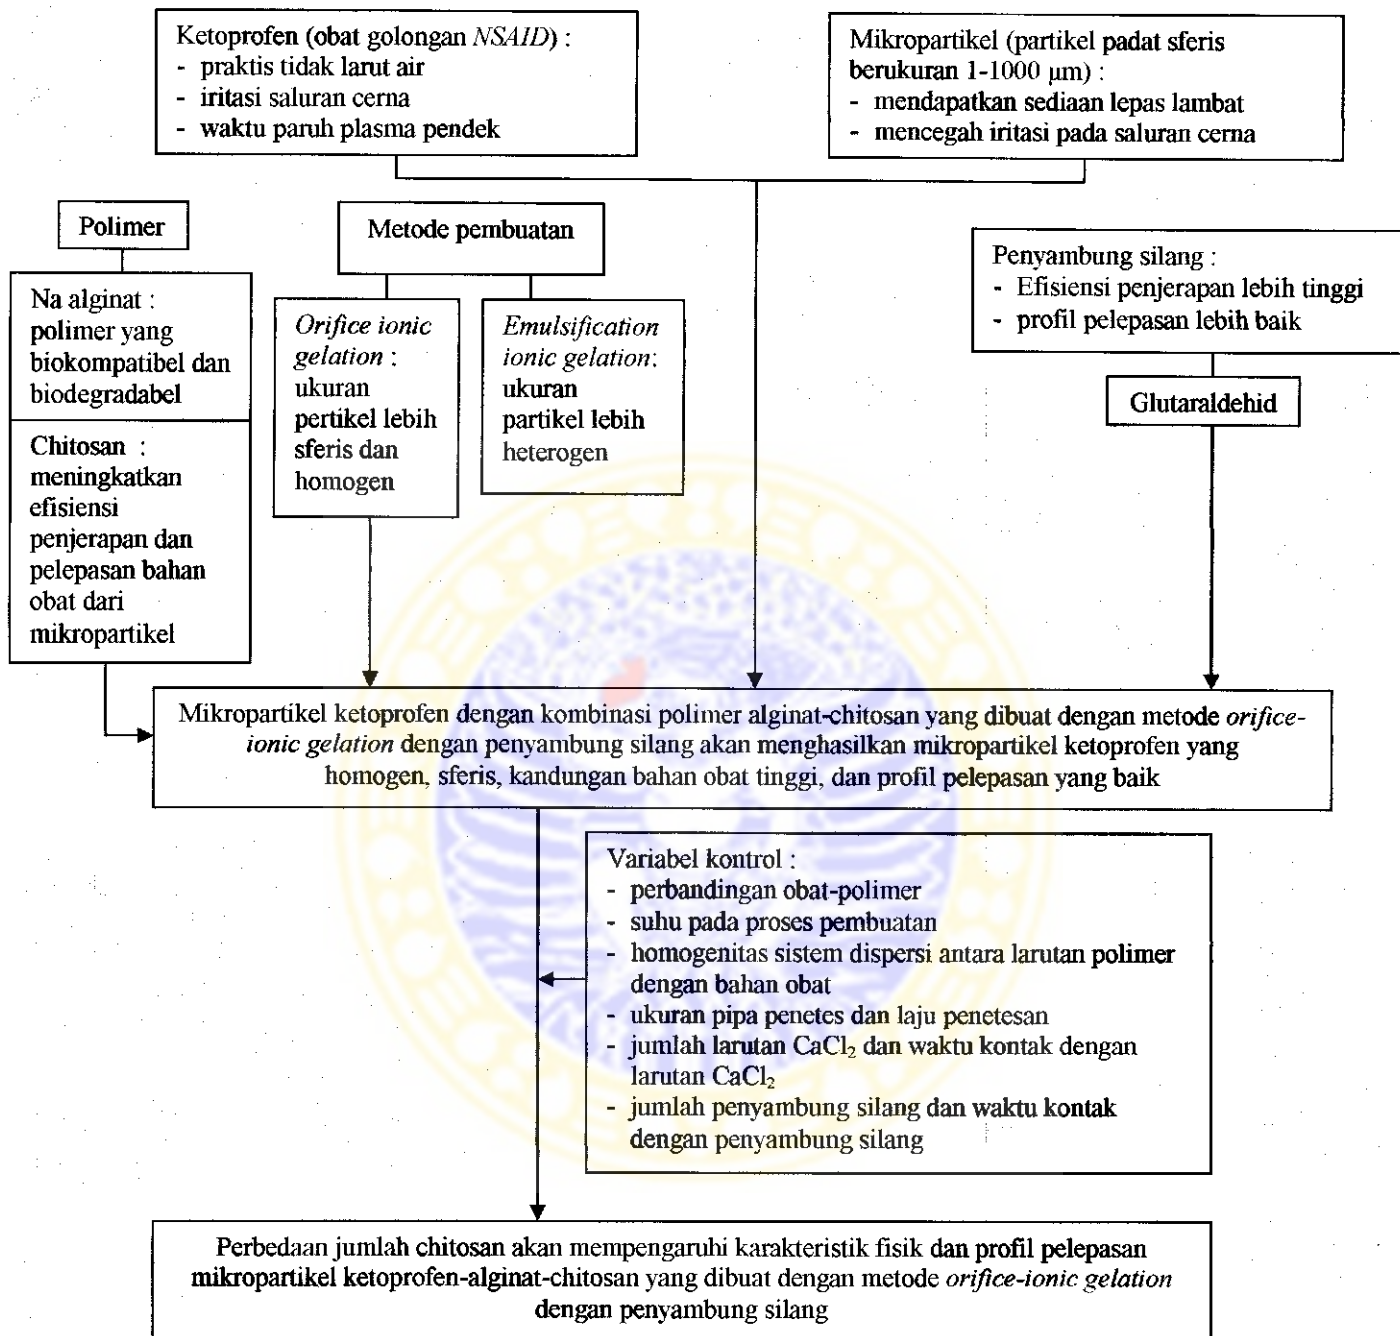 Ketoprofen (obat golongan NSAID) :
- praktis tidak larut air
- iritasi saluran cerna
- waktu paruh plasma pendek
Mikropartikel (partikel padat sferis
berukuran 1-1000 µm) :
- mendapatkan sediaan lepas lambat
- mencegah iritasi pada saluran cerna
Polimer
Na alginat :
polimer yang
biokompatibel dan
biodegradabel
Chitosan :
meningkatkan
efisiensi
penjerapan dan
pelepasan bahan
obat dari
mikropartikel
Metode pembuatan
Orifice ionic
gelation :
ukuran
pertikel lebih
sferis dan
homogen
Emulsification
ionic gelation:
ukuran
partikel lebih
heterogen
Penyambung silang :
- Efisiensi penjerapan lebih tinggi
- profil pelepasan lebih baik
Glutaraldehid
Mikropartikel ketoprofen dengan kombinasi polimer alginat-chitosan yang dibuat dengan metode orifice-
ionic gelation dengan penyambung silang akan menghasilkan mikropartikel ketoprofen yang
homogen, sferis, kandungan bahan obat tinggi, dan profil pelepasan yang baik
Variabel kontrol :
- perbandingan obat-polimer
- suhu pada proses pembuatan
- homogenitas sistem dispersi antara larutan polimer
dengan bahan obat
- ukuran pipa penetes dan laju penetesan
- jumlah larutan CaCl₂ dan waktu kontak dengan
larutan CaCl₂
- jumlah penyambung silang dan waktu kontak
dengan penyambung silang
Perbedaan jumlah chitosan akan mempengaruhi karakteristik fisik dan profil pelepasan
mikropartikel ketoprofen-alginat-chitosan yang dibuat dengan metode orifice-ionic gelation
dengan penyambung silang